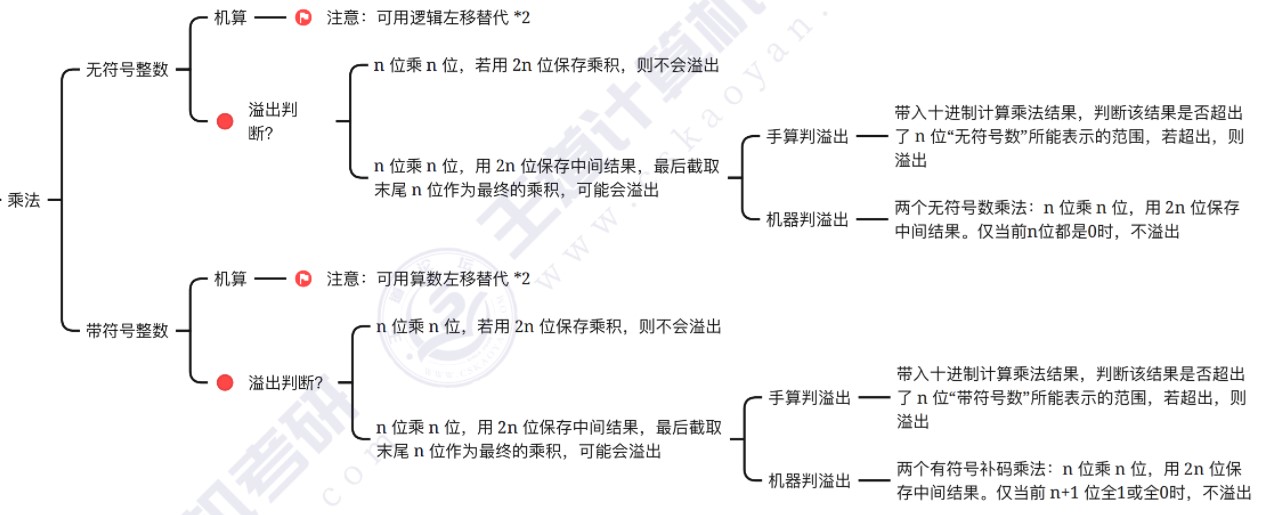 乘法
无符号整数
机算
注意：可用逻辑左移替代 *2
溢出判
断？
n 位乘 n 位，若用 2n 位保存乘积，则不会溢出
n 位乘 n 位，用 2n 位保存中间结果，最后截取
末尾 n 位作为最终的乘积，可能会溢出
手算判溢出
带入十进制计算乘法结果，判断该结果是否超出
了 n 位“无符号数”所能表示的范围，若超出，则
溢出
机器判溢出
两个无符号数乘法：n 位乘 n 位，用 2n 位保存
中间结果。仅当前n位都是0时，不溢出
带符号整数
机算
注意：可用算数左移替代 *2
溢出判断？
n 位乘 n 位，若用 2n 位保存乘积，则不会溢出
n 位乘 n 位，用 2n 位保存中间结果，最后截取
末尾 n 位作为最终的乘积，可能会溢出
手算判溢出
带入十进制计算乘法结果，判断该结果是否超出
了 n 位“带符号数”所能表示的范围，若超出，则
溢出
机器判溢出
两个有符号补码乘法：n 位乘 n 位，用 2n 位保
存中间结果。仅当前 n+1 位全1或全0时，不溢出
王道计算机
www.cskaoyan.
机考研
com